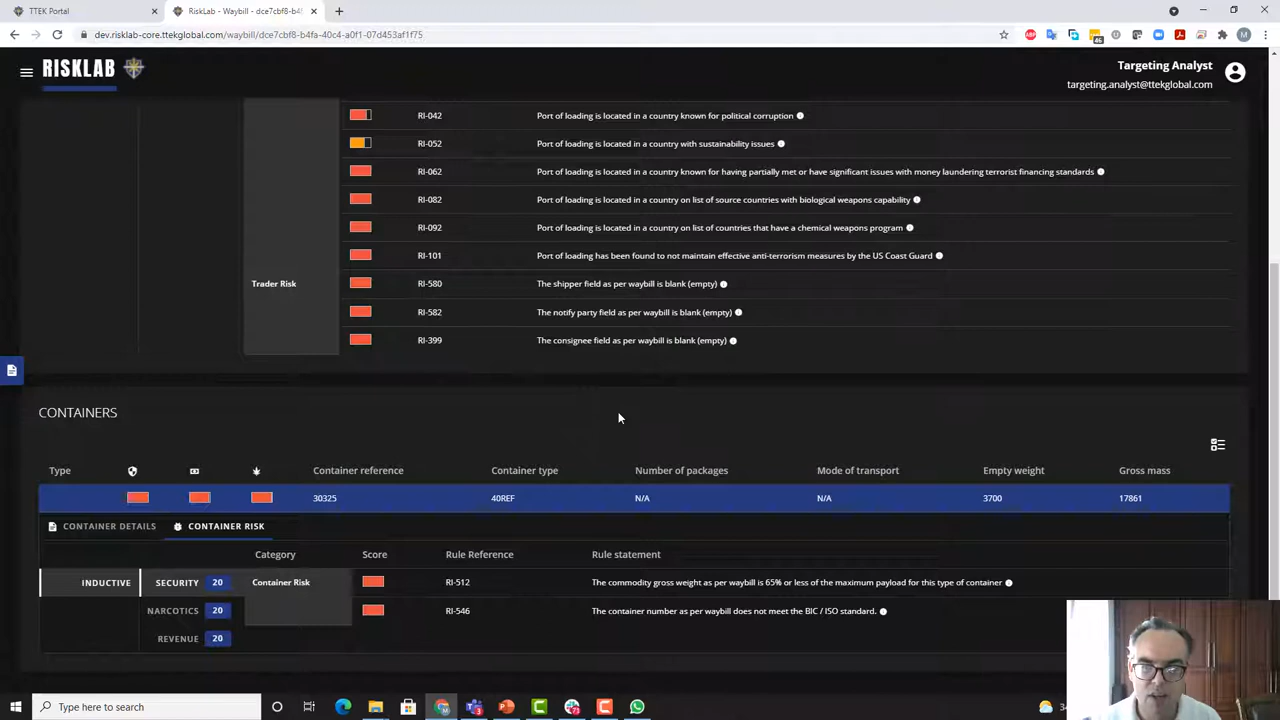 TTEK Portal
RiskLab - Waybill - dce7cbf8-b4f
dev.risklab-core.ttekglobal.com/waybill/dce7cbf8-b4fa-40c4-a0f1-07d453af1f75
46
M
RISKLAB
Targeting Analyst
targeting.analyst@ttekglobal.com
RI-042 Port of loading is located in a country known for political corruption
RI-052 Port of loading is located in a country with sustainability issues
RI-062 Port of loading is located in a country known for having partially met or have significant issues with money laundering terrorist financing standards
RI-082 Port of loading is located in a country on list of source countries with biological weapons capability
RI-092 Port of loading is located in a country on list of countries that have a chemical weapons program
RI-101 Port of loading has been found to not maintain effective anti-terrorism measures by the US Coast Guard
Trader Risk RI-580 The shipper field as per waybill is blank (empty)
RI-582 The notify party field as per waybill is blank (empty)
RI-399 The consignee field as per waybill is blank (empty)
CONTAINERS
Type Container reference Container type Number of packages Mode of transport Empty weight Gross mass
30325 40REF N/A N/A 3700 17861
CONTAINER DETAILS CONTAINER RISK
Category Score Rule Reference Rule statement
INDUCTIVE SECURITY 20 Container Risk RI-512 The commodity gross weight as per waybill is 65% or less of the maximum payload for this type of container
NARCOTICS 20 RI-546 The container number as per waybill does not meet the BIC / ISO standard.
REVENUE 20
Type here to search